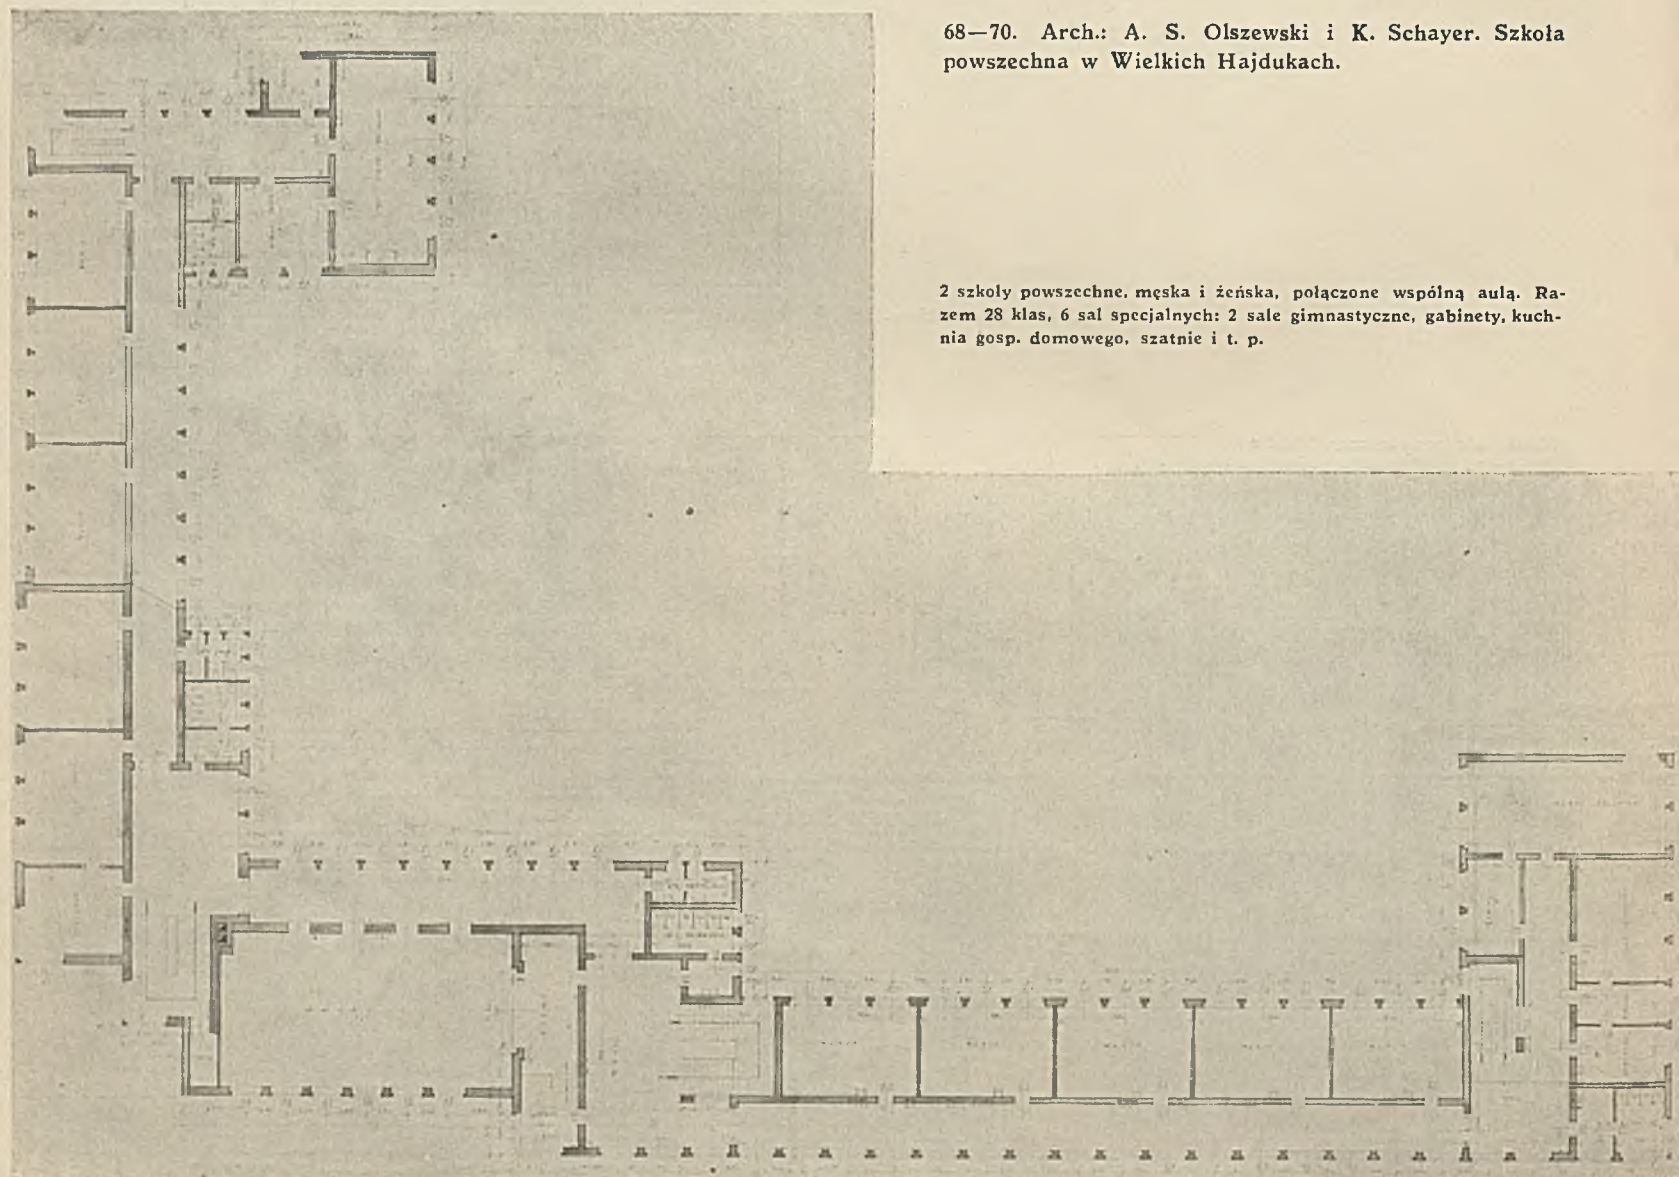 68—70. Arch.: A. S. Olszewski i K. Schayer. Szkoła
powszechna w Wielkich Hajdukach.
2 szkoły powszechne, męska i żeńska, połączone wspólną aulą. Ra-
zem 28 klas, 6 sal specjalnych: 2 sale gimnastyczne, gabinety, kuch-
nia gosp. domowego, szatnie i t. p.